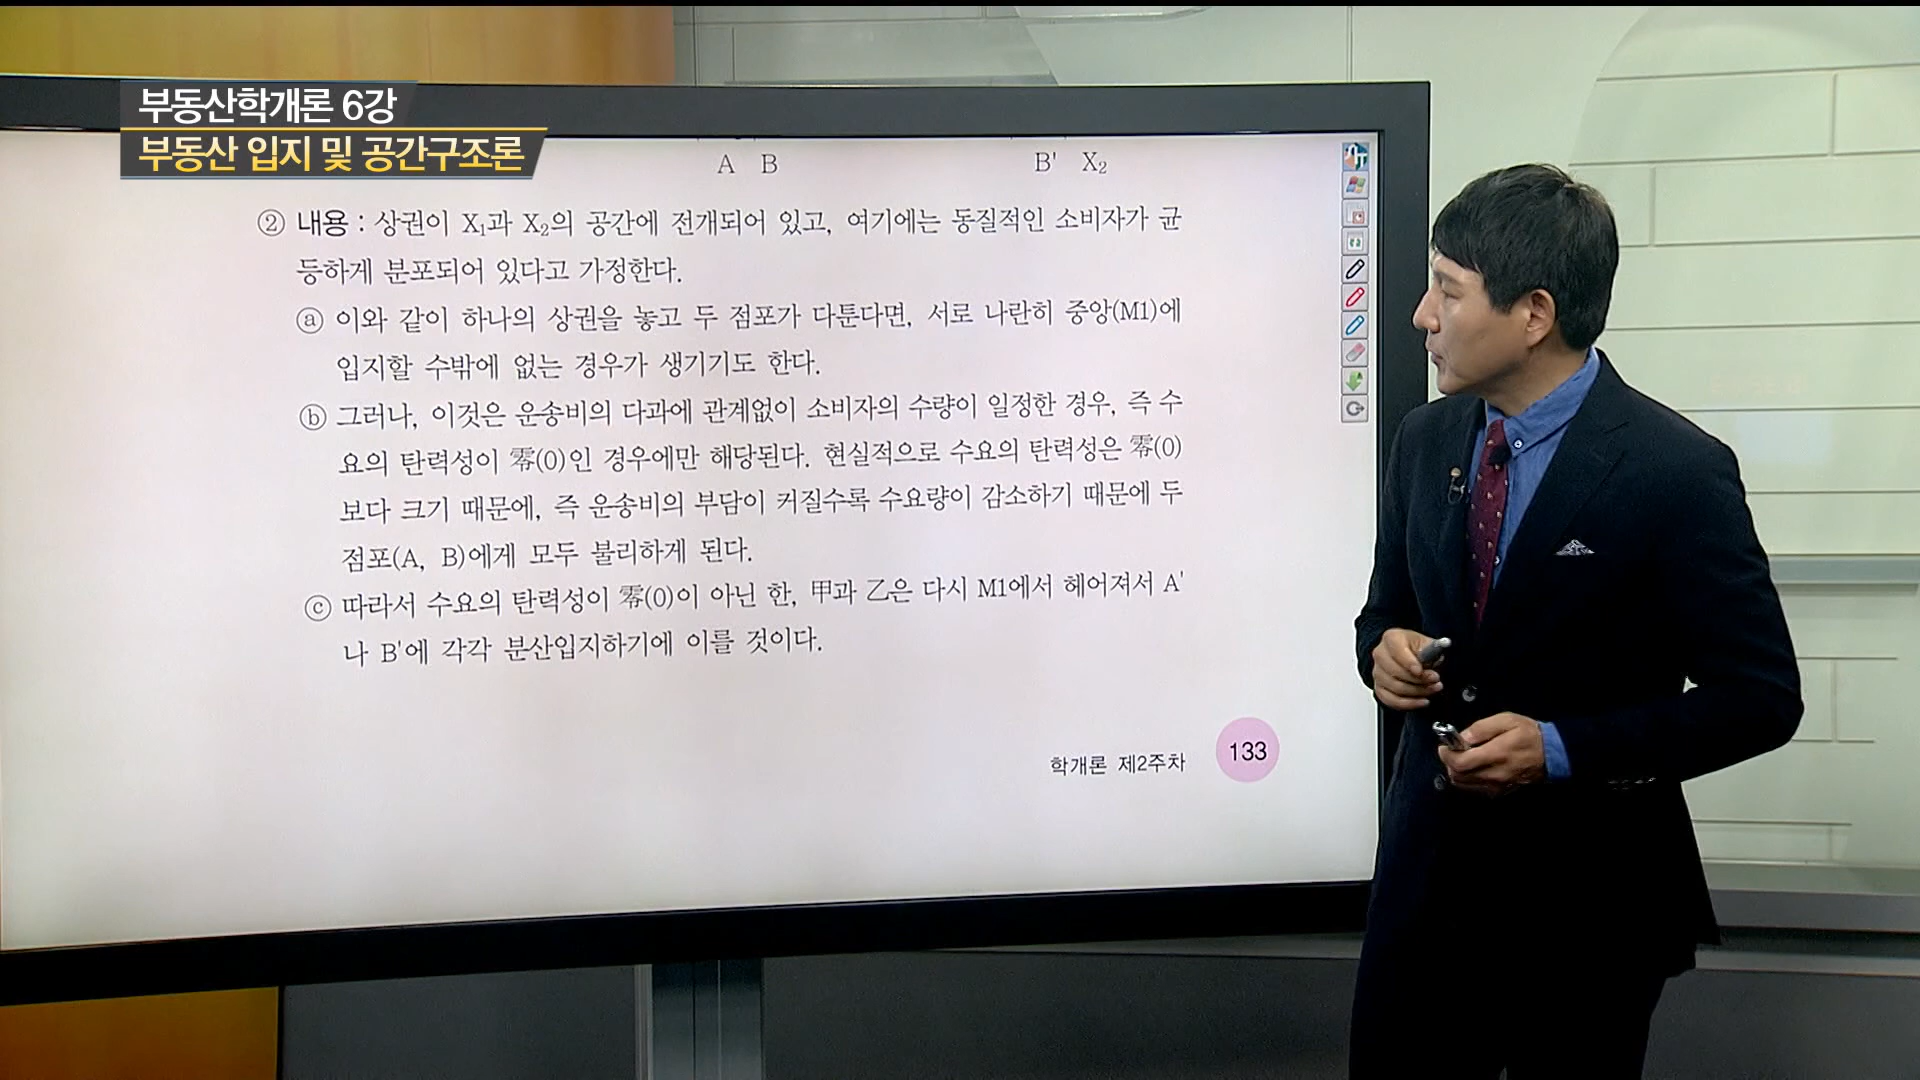 부동산학개론 6강
부동산 입지 및 공간구조론
A B B' X₂
② 내용 : 상권이 X₁과 X₂의 공간에 전개되어 있고, 여기에는 동질적인 소비자가 균
등하게 분포되어 있다고 가정한다.
ⓐ 이와 같이 하나의 상권을 놓고 두 점포가 다툰다면, 서로 나란히 중앙(M1)에
입지할 수밖에 없는 경우가 생기기도 한다.
ⓑ 그러나, 이것은 운송비의 다과에 관계없이 소비자의 수량이 일정한 경우, 즉 수
요의 탄력성이 零(0)인 경우에만 해당된다. 현실적으로 수요의 탄력성은 零(0)
보다 크기 때문에, 즉 운송비의 부담이 커질수록 수요량이 감소하기 때문에 두
점포(A, B)에게 모두 불리하게 된다.
ⓒ 따라서 수요의 탄력성이 零(0)이 아닌 한, 甲과 乙은 다시 M1에서 헤어져서 A'
나 B'에 각각 분산입지하기에 이를 것이다.
학개론 제2주차 133